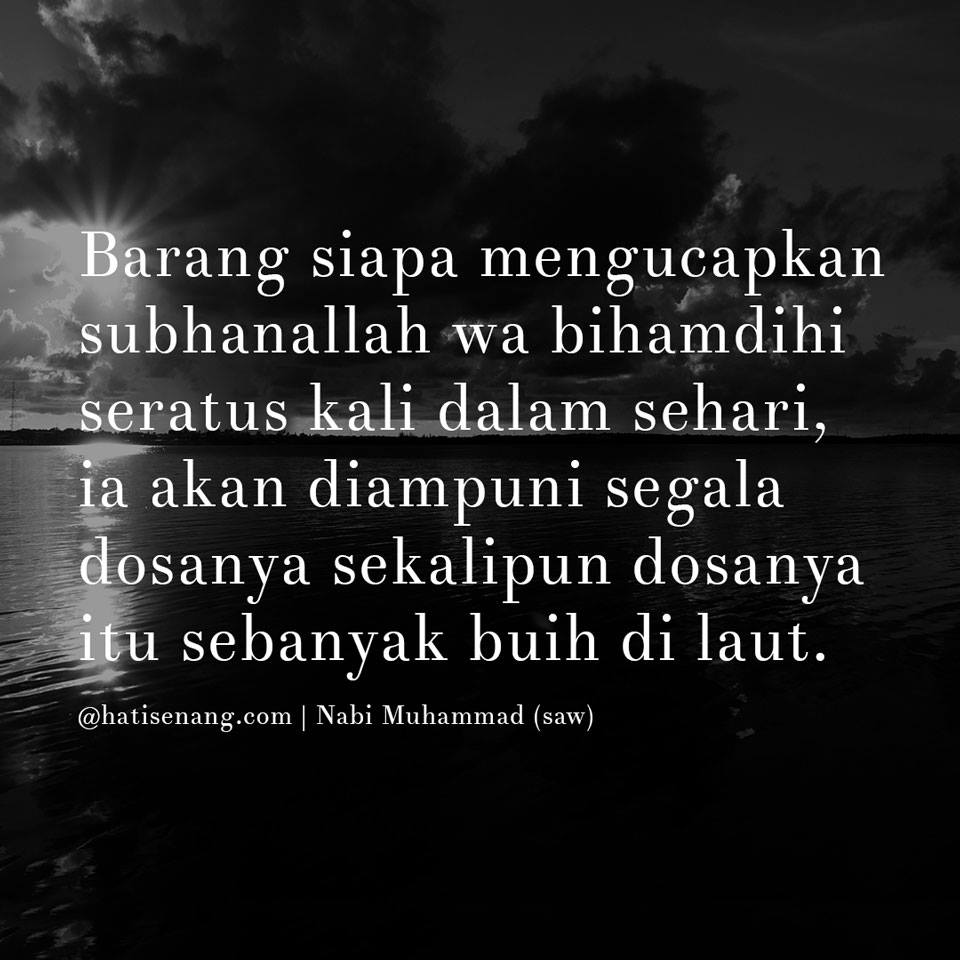 Barang siapa mengucapkan
subhanallah wa bihamdihi
seratus kali dalam sehari,
ia akan diampuni segala
dosanya sekalipun dosanya
itu sebanyak buih di laut.
@hatisenang.com | Nabi Muhammad (saw)